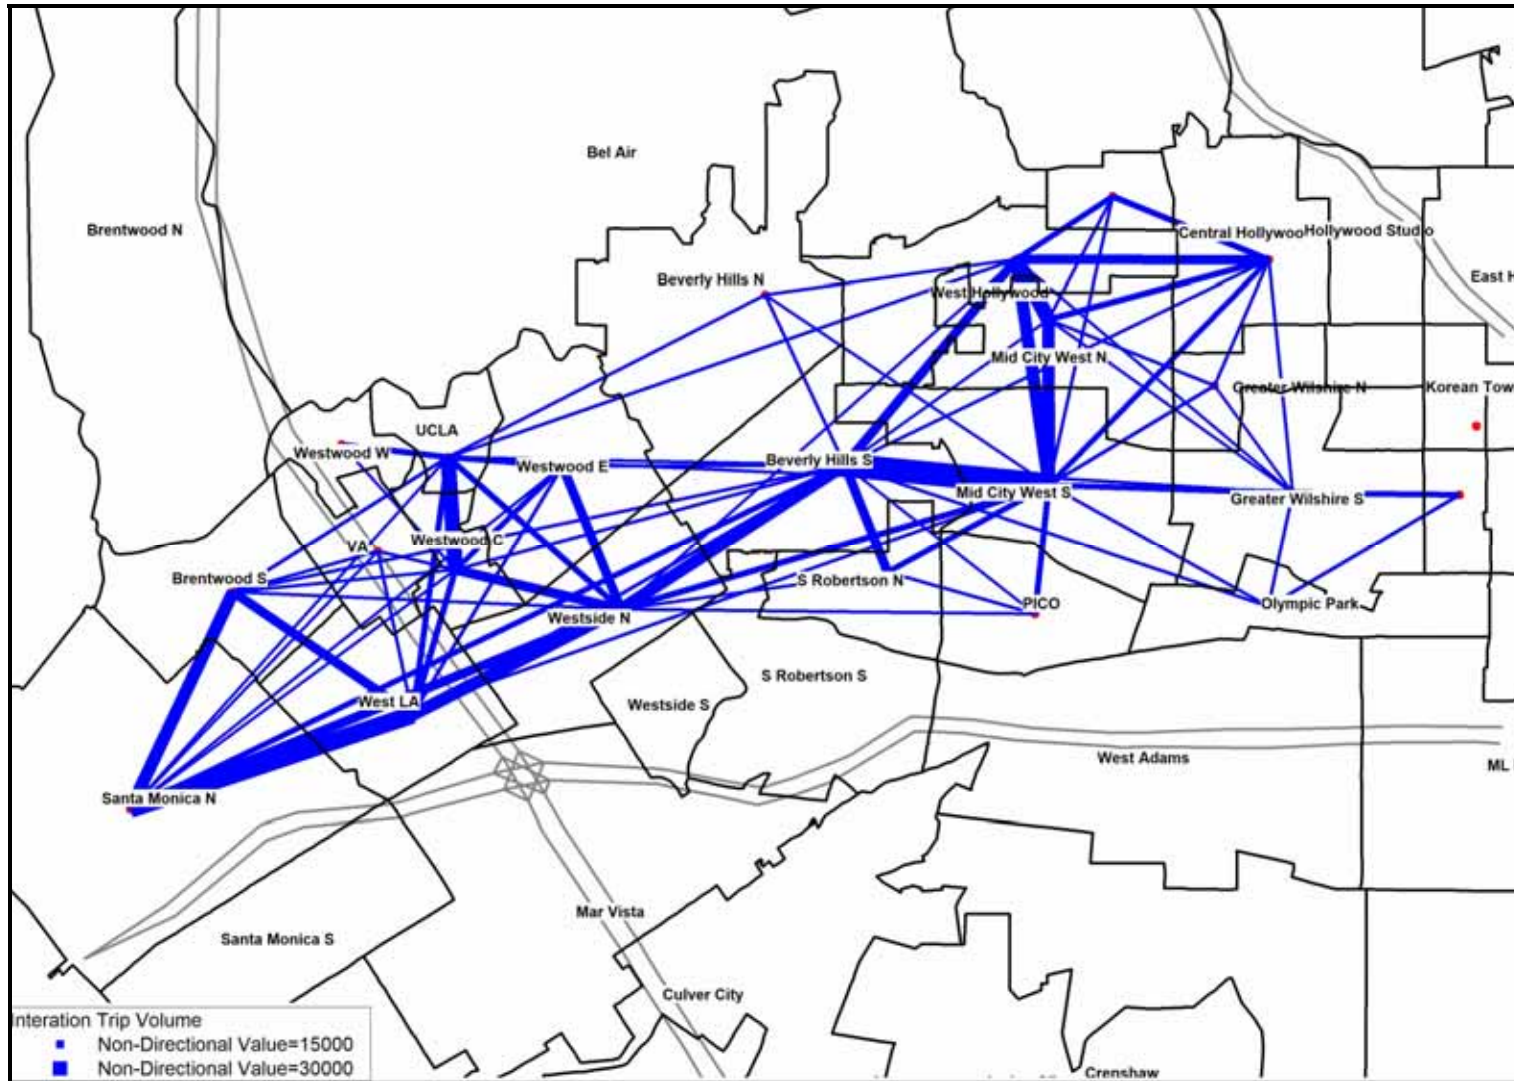 Bel Air
Brentwood N
Central Hollywoo
Hollywood Studio
East H
Beverly Hills N
West Hollywood
Mid City West N
Greater Wilshire N
Korean Tow
UCLA
Westwood W
Westwood E
Beverly Hills S
Mid City West S
Greater Wilshire S
Westwood C
VA
Brentwood S
S Robertson N
PICO
Olympic Park
Westside N
S Robertson S
West LA
Westside S
West Adams
ML
Santa Monica N
Mar Vista
Santa Monica S
Culver City
Interation Trip Volume
Non-Directional Value=15000
Non-Directional Value=30000
Crenshaw